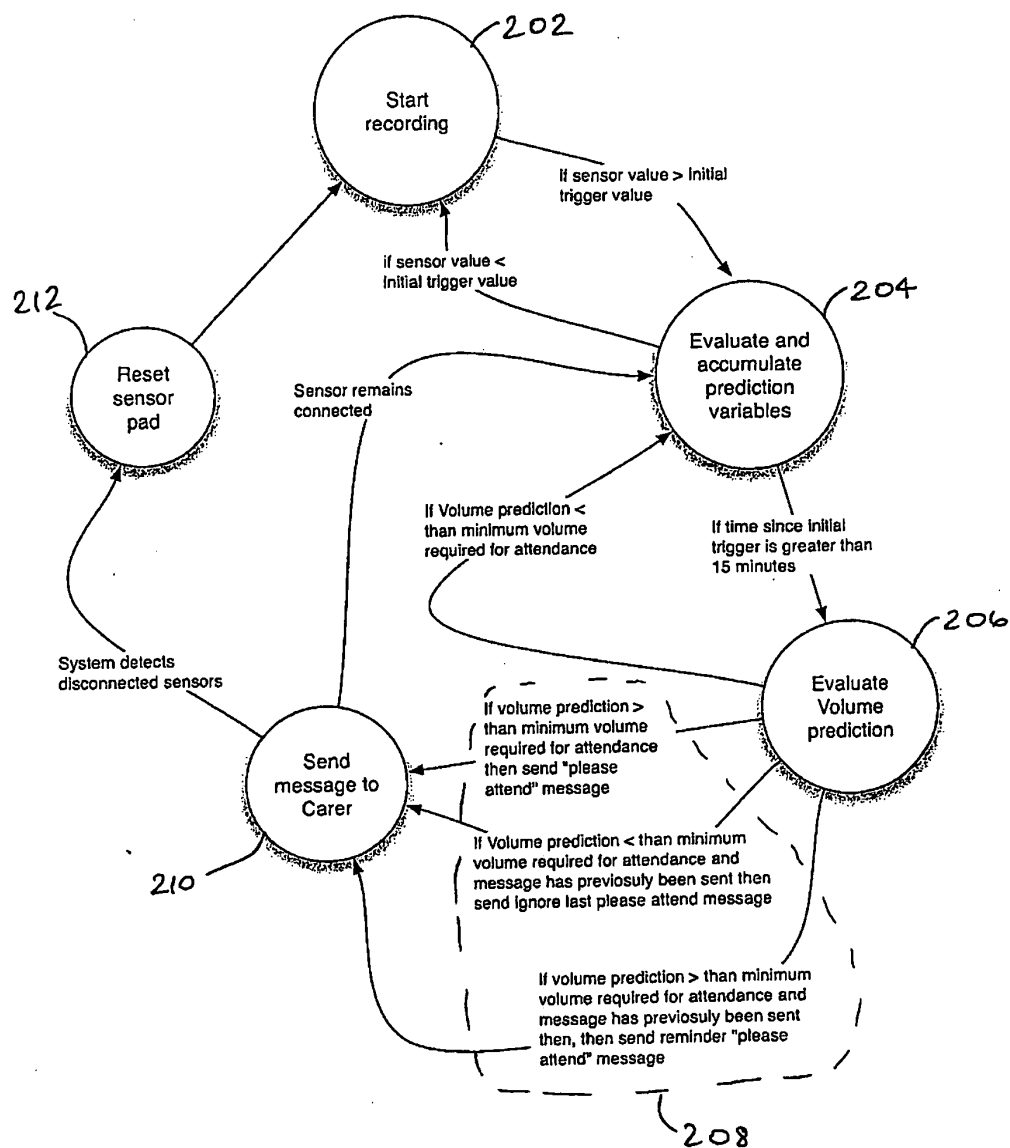 202
Start
recording
If sensor value > Initial
trigger value
if sensor value <
Initial trigger value
212
204
Reset
sensor
pad
Evaluate and
accumulate
prediction
variables
Sensor remains
connected
If Volume prediction <
than minimum volume
required for attendance
If time since initial
trigger is greater than
15 minutes
206
System detects
disconnected sensors
Evaluate
Volume
prediction
If volume prediction >
than minimum volume
required for attendance
then send "please
attend" message
Send
message to
Carer
If Volume prediction < than minimum
volume required for attendance and
message has previosuly been sent then
send ignore last please attend message
210
If volume prediction > than minimum
volume required for attendance and
message has previosuly been sent
then, then send reminder "please
attend" message
208